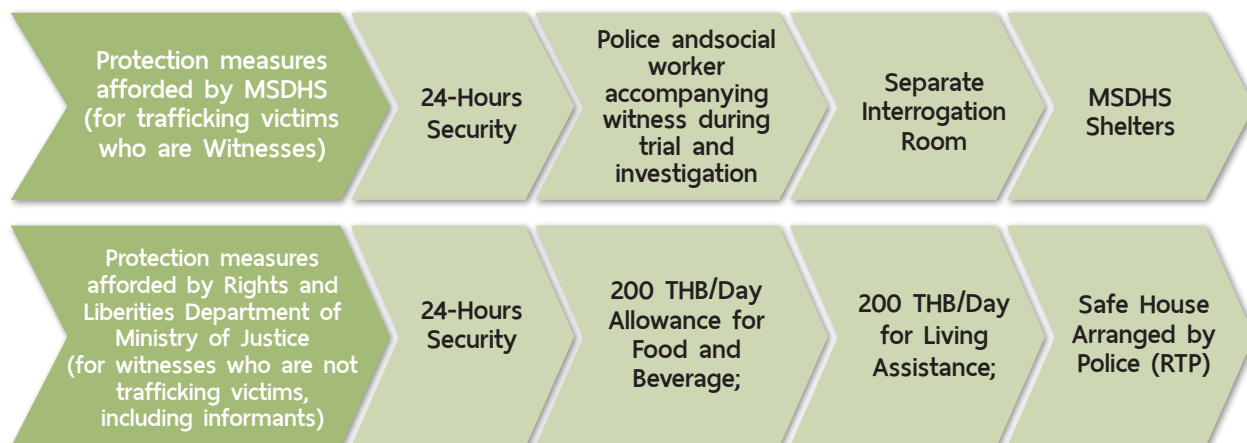 Protection measures
afforded by MSDHS
(for trafficking victims
who are Witnesses)
24-Hours
Security
Police andsocial
worker
accompanying
witness during
trial and
investigation
Separate
Interrogation
Room
MSDHS
Shelters
Protection measures
afforded by Rights and
Liberities Department of
Ministry of Justice
(for witnesses who are not
trafficking victims,
including informants)
24-Hours
Security
200 THB/Day
Allowance for
Food and
Beverage;
200 THB/Day
for Living
Assistance;
Safe House
Arranged by
Police (RTP)